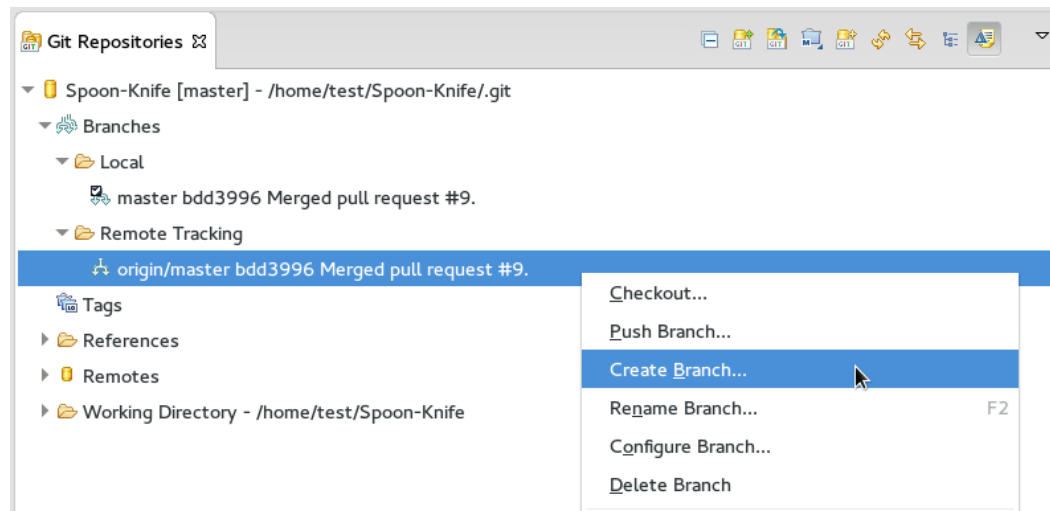 Git Repositories
Spoon-Knife [master] - /home/test/Spoon-Knife/.git
Branches
Local
master bdd3996 Merged pull request #9.
Remote Tracking
origin/master bdd3996 Merged pull request #9.
Tags
References
Remotes
Working Directory - /home/test/Spoon-Knife
Checkout...
Push Branch...
Create Branch...
Rename Branch... F2
Configure Branch...
Delete Branch